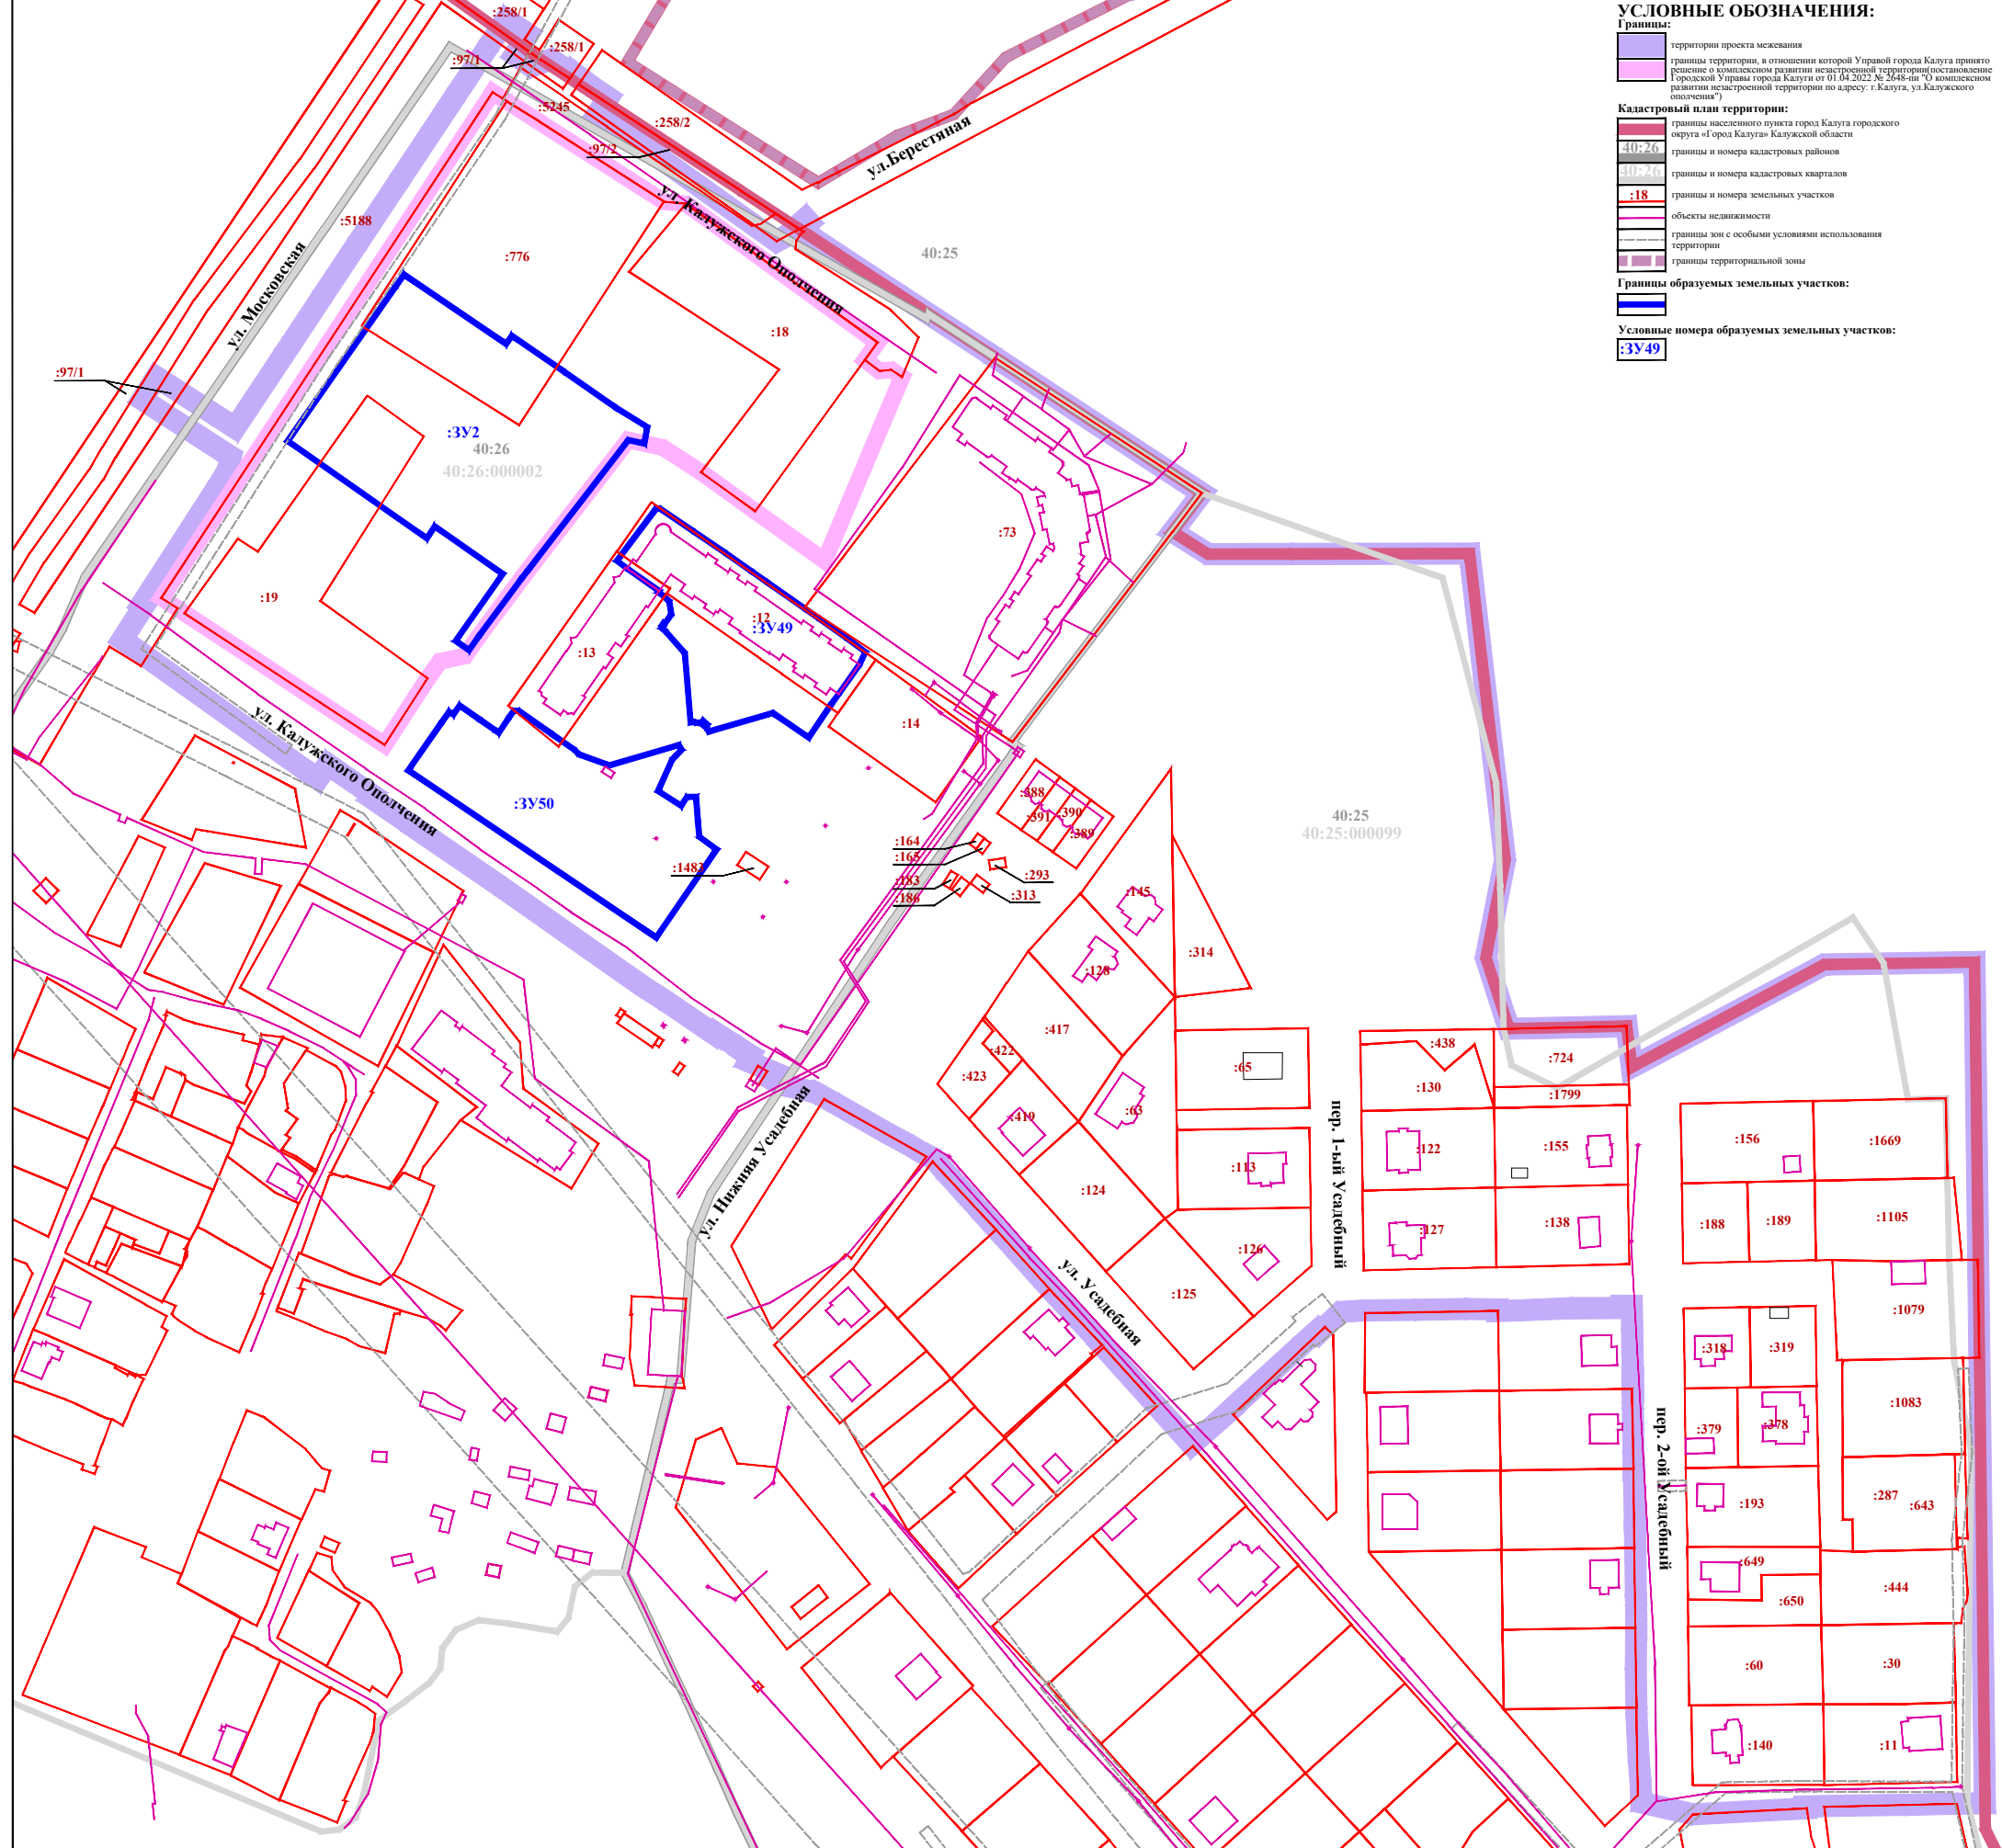 УСЛОВНЫЕ ОБОЗНАЧЕНИЯ:
Границы:
территории проекта межевания
границы территории, в отношении которой Управой города Калуга принято
решение о комплексном развитии незастроенной территории(постановление
Городской Управы города Калуги от 01.04.2022 № 2648-пи "О комплексном
развитии незастроенной территории по адресу: г.Калуга, ул.Калужского
ополчения")
Кадастровый план территории:
границы населенного пункта город Калуга городского
округа «Город Калуга» Калужской области
40:26
границы и номера кадастровых районов
40:26
границы и номера кадастровых кварталов
:18
границы и номера земельных участков
объекты недвижимости
границы зон с особыми условиями использования
территории
границы территориальной зоны
Границы образуемых земельных участков:
Условные номера образуемых земельных участков:
:ЗУ49
:258/1
:258/1
:97/1
:5245
:258/2
:97/2
ул.Берестяная
ул. Калужского Ополчения
:5188
ул. Московская
:776
40:25
:18
:97/1
:ЗУ2
40:26
40:26:000002
:73
:19
:12
:ЗУ49
:13
:14
ул. Калужского Ополчения
:ЗУ50
:388
:390
:391
:389
40:25
40:25:000099
:164
:165
:1482
:293
:183
:186
:313
:145
:314
:128
:417
:422
:423
:65
:438
:724
:130
:1799
:419
:63
ул. Нижняя Усадебная
пер. 1-ый Усадебный
:122
:155
:156
:1669
:113
:124
:188
:189
:1105
:127
:138
:126
ул. Усадебная
:125
:1079
:318
:319
:1083
:379
:378
пер. 2-ой Усадебный
:193
:287
:643
:649
:444
:650
:60
:30
:140
:11